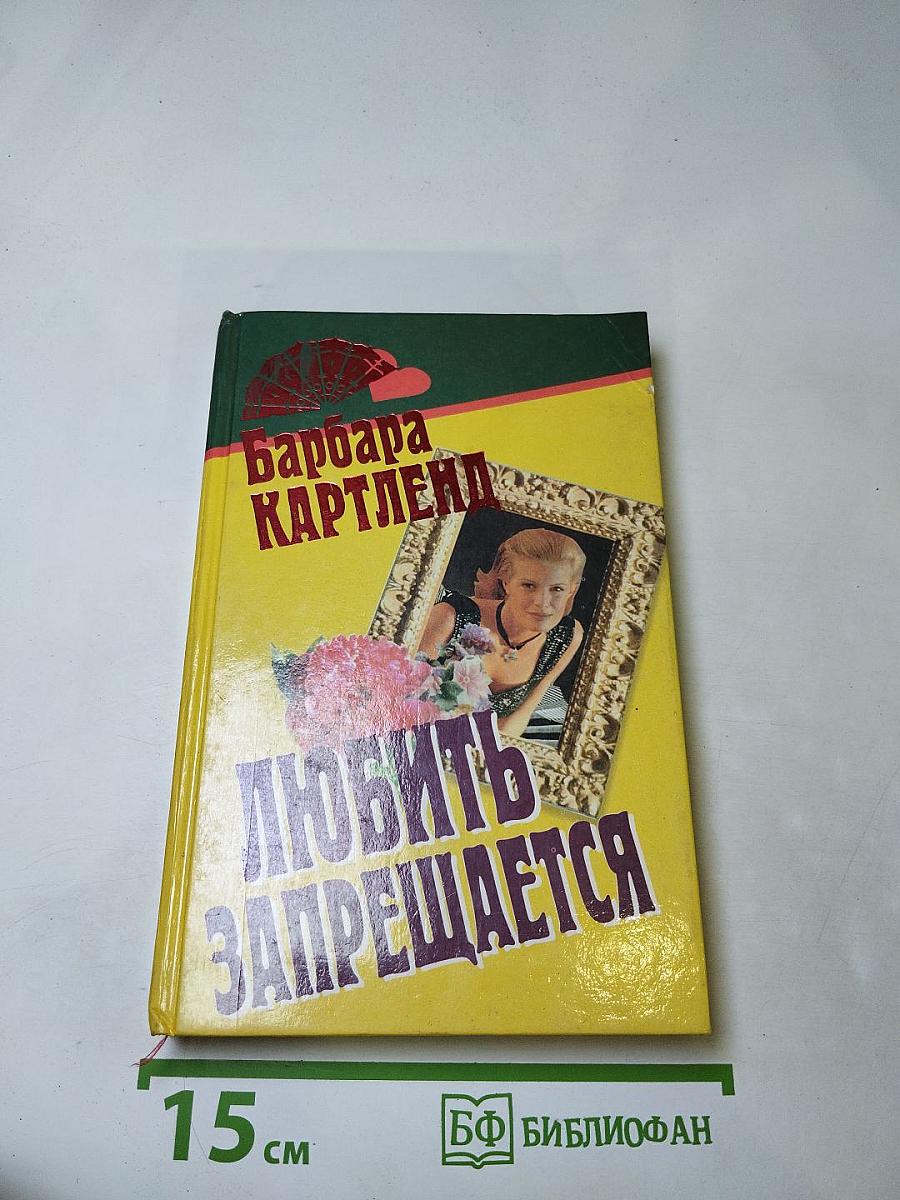 Барбара
КАРТЛЕНД
ЛЮБИТЬ
ЗАПРЕЩАЕТСЯ
15 см
БФ БИБЛИОФАН